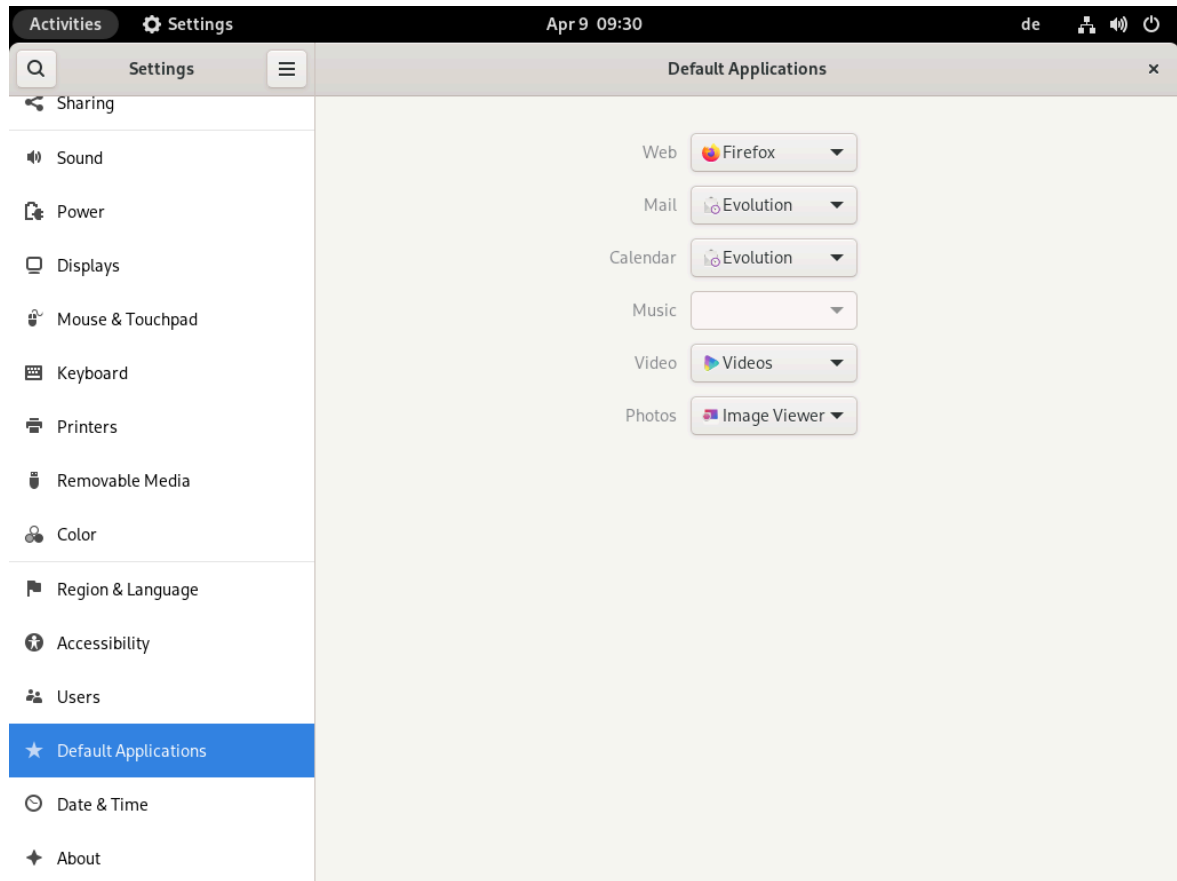 Activities Settings Apr 9 09:30 de
Settings Default Applications
Sharing
Sound
Power
Displays
Mouse & Touchpad
Keyboard
Printers
Removable Media
Color
Region & Language
Accessibility
Users
Default Applications
Date & Time
About
Web Firefox
Mail Evolution
Calendar Evolution
Music
Video Videos
Photos Image Viewer